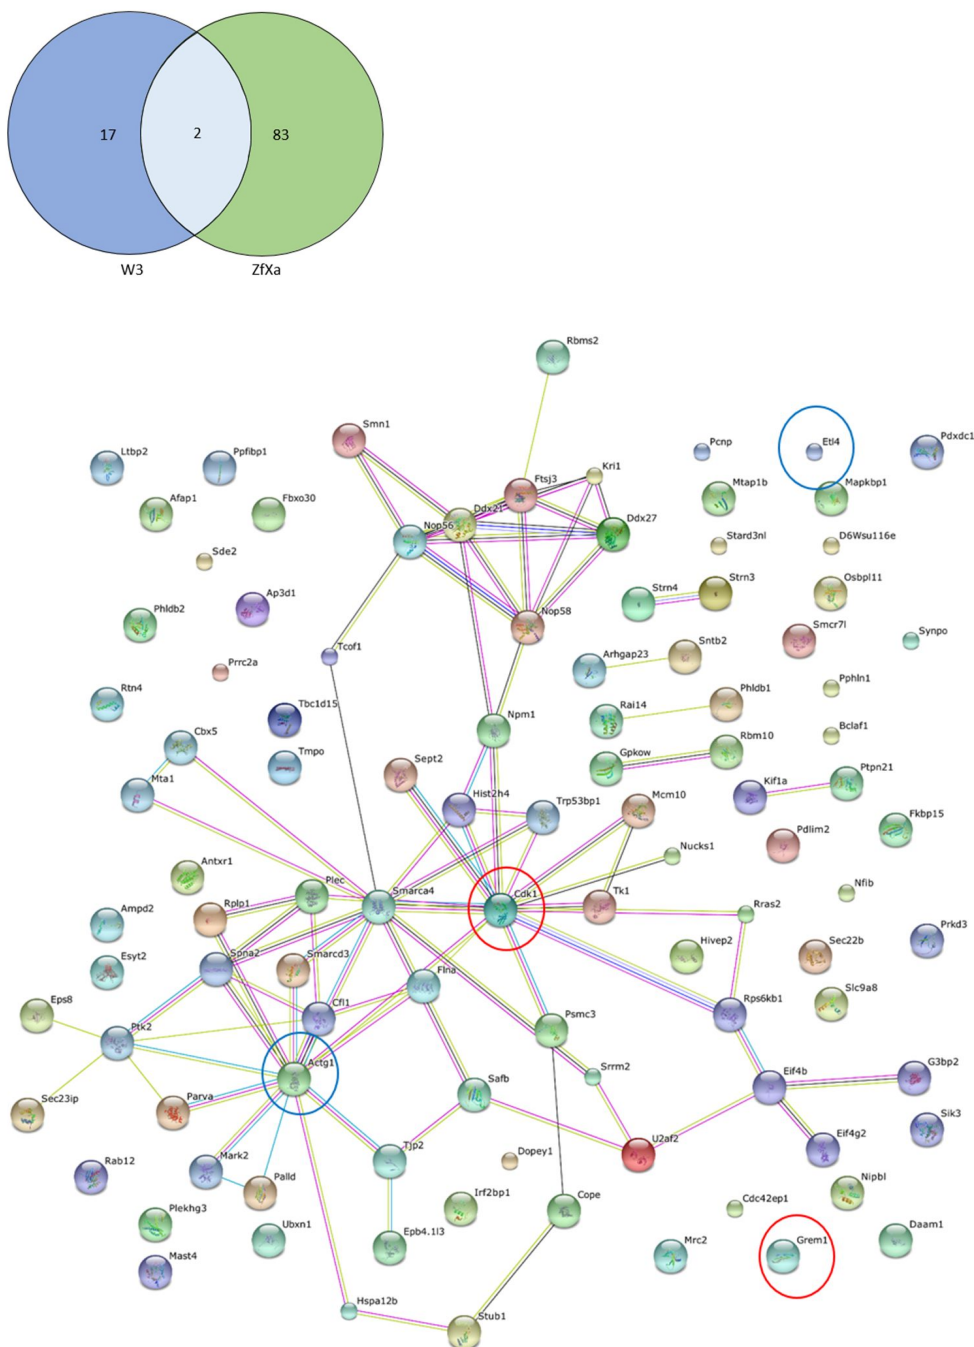 17
2
83
W3
ZfXa
Rbms2
Smn1
Pcnp
Etl4
Pdxdc1
Ltbp2
Ppfibp1
Ftsj3
Kri1
Afap1
Fbxo30
Mtap1b
Mapkbp1
Ddx21
Nop56
Ddx27
Sde2
Stard3nl
D6Wsu116e
Strn4
Strn3
Osbpl11
Ap3d1
Phldb2
Nop58
Smcr7l
Synpo
Tcof1
Arhgap23
Sntb2
Prrc2a
Pphln1
Rtn4
Tbc1d15
Rai14
Phldb1
Npm1
Bclaf1
Cbx5
Tmpo
Gpkow
Rbm10
Sept2
Mta1
Hist2h4
Trp53bp1
Mcm10
Kif1a
Ptpn21
Fkbp15
Pdlim2
Nucks1
Antxr1
Plec
Smarca4
Cdk1
Tk1
Nfib
Ampd2
Rplp1
Rras2
Prkd3
Hivep2
Sec22b
Esyt2
Spna2
Smarcd3
Flna
Slc9a8
Eps8
Cfl1
Rps6kb1
Ptk2
Psmc3
Actg1
Srrm2
G3bp2
Eif4b
Sec23ip
Parva
Safb
Sik3
Tjp2
U2af2
Eif4g2
Rab12
Mark2
Palld
Dopey1
Nipbl
Irf2bp1
Cope
Cdc42ep1
Plekhg3
Ubxn1
Epb4.1l3
Mrc2
Grem1
Daam1
Mast4
Hspa12b
Stub1